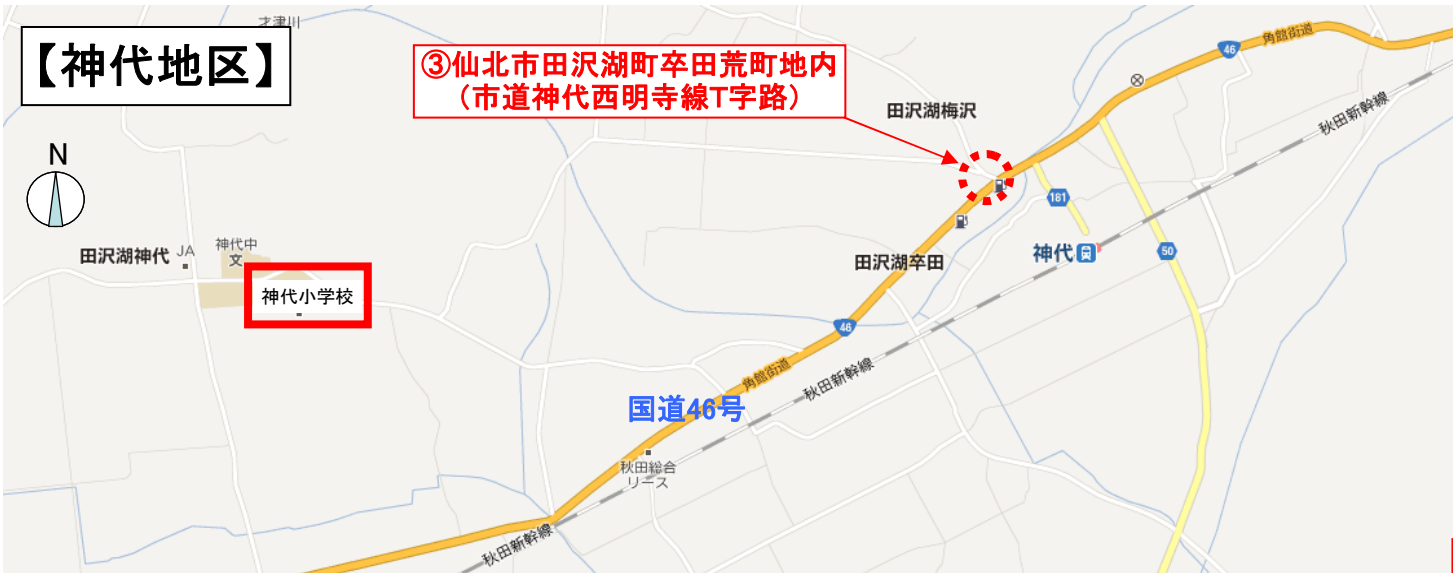 才津川
【神代地区】
③仙北市田沢湖町卒田荒町地内
(市道神代西明寺線T字路)
46
角館街道
秋田新幹線
田沢湖梅沢
N
181
50
神代
田沢湖卒田
田沢湖神代
JA
神代中
文
神代小学校
46
角館街道
秋田新幹線
国道46号
秋田総合
リース
秋田新幹線